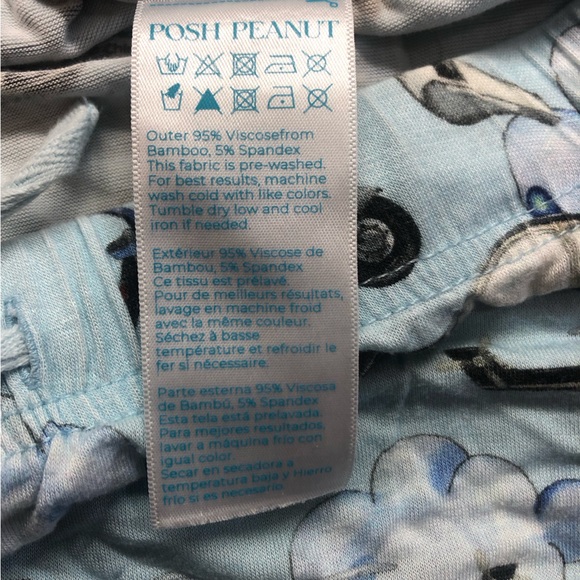 POSH PEANUT
Outer 95% Viscosefrom
Bamboo, 5% Spandex
This fabric is pre-washed.
For best results, machine
wash cold with like colors.
Tumble dry low and cool
iron if needed.
Extérieur 95% Viscose de
Bambou, 5% Spandex
Ce tissu est prélavé.
Pour de meilleurs résultats,
lavage en machine froid
avec la même couleur.
Séchez à basse
température et refroidir le
fer si nécessaire.
Parte esterna 95% Viscosa
de Bambú, 5% Spandex
Esta tela está prelavada.
Para mejores resultados,
lavar a máquina frío con
igual color.
Secar en secadora a
temperatura baja y Hierro
frío si es necesario.